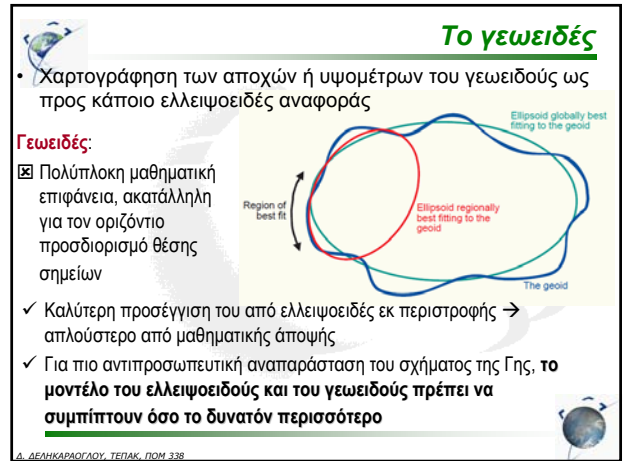 Το γεωειδές
• Χαρτογράφηση των αποχών ή υψομέτρων του γεωειδούς ως
προς κάποιο ελλειψοειδές αναφοράς
Γεωειδές:
Πολύπλοκη μαθηματική
επιφάνεια, ακατάλληλη
για τον οριζόντιο
προσδιορισμό θέσης
σημείων
Ellipsoid globally best
fitting to the geoid
Region of
best fit
Ellipsoid regionally
best fitting to the
geoid
The geoid
✓ Καλύτερη προσέγγιση του από ελλειψοειδές εκ περιστροφής →
απλούστερο από μαθηματικής άποψής
✓ Για πιο αντιπροσωπευτική αναπαράσταση του σχήματος της Γης, το
μοντέλο του ελλειψοειδούς και του γεωειδούς πρέπει να
συμπίπτουν όσο το δυνατόν περισσότερο
Δ. ΔΕΛΗΚΑΡΑΟΓΛΟΥ, ΤΕΠΑΚ, ΠΟΜ 338